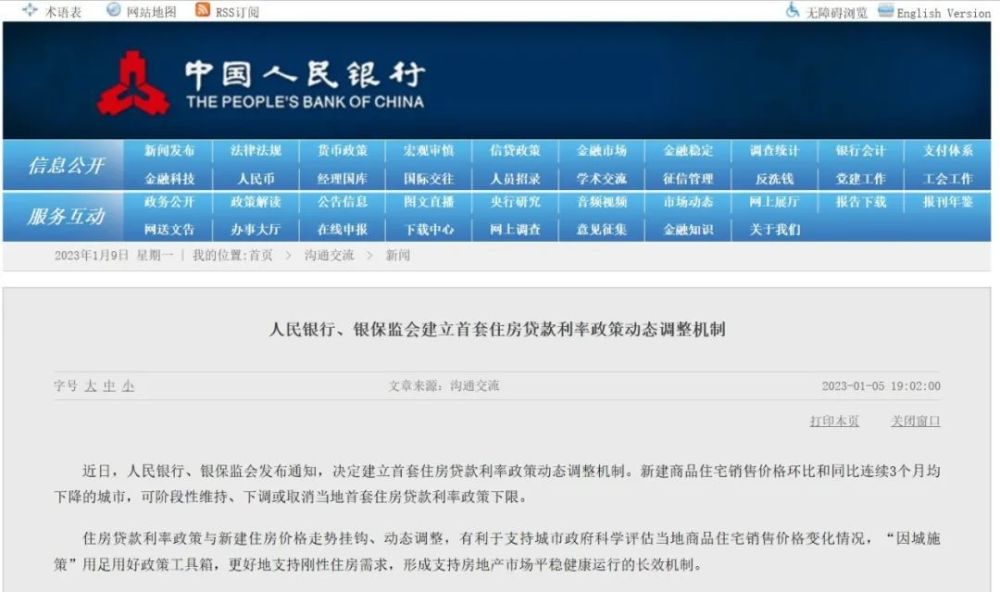 术语表 网站地图 RSS订阅 无障碍浏览 English Version
中国人民银行
THE PEOPLE'S BANK OF CHINA
信息公开
新闻发布 法律法规 货币政策 宏观审慎 信贷政策 金融市场 金融稳定 调查统计 银行会计 支付体系
金融科技 人民币 经理国库 国际交往 人员招录 学术交流 征信管理 反洗钱 党建工作 工会工作
服务互动
政务公开 政策解读 公告信息 图文直播 央行研究 音频视频 市场动态 网上展厅 报告下载 报刊年鉴
网送文告 办事大厅 在线申报 下载中心 网上调查 意见征集 金融知识 关于我们
2023年1月9日 星期一 | 我的位置:首页 > 沟通交流 > 新闻
人民银行、银保监会建立首套住房贷款利率政策动态调整机制
字号 大 中 小 文章来源：沟通交流 2023-01-05 19:02:00
打印本页 关闭窗口
近日，人民银行、银保监会发布通知，决定建立首套住房贷款利率政策动态调整机制。新建商品住宅销售价格环比和同比连续3个月均
下降的城市，可阶段性维持、下调或取消当地首套住房贷款利率政策下限。
住房贷款利率政策与新建住房价格走势挂钩、动态调整，有利于支持城市政府科学评估当地商品住宅销售价格变化情况，“因城施
策”用足用好政策工具箱，更好地支持刚性住房需求，形成支持房地产市场平稳健康运行的长效机制。